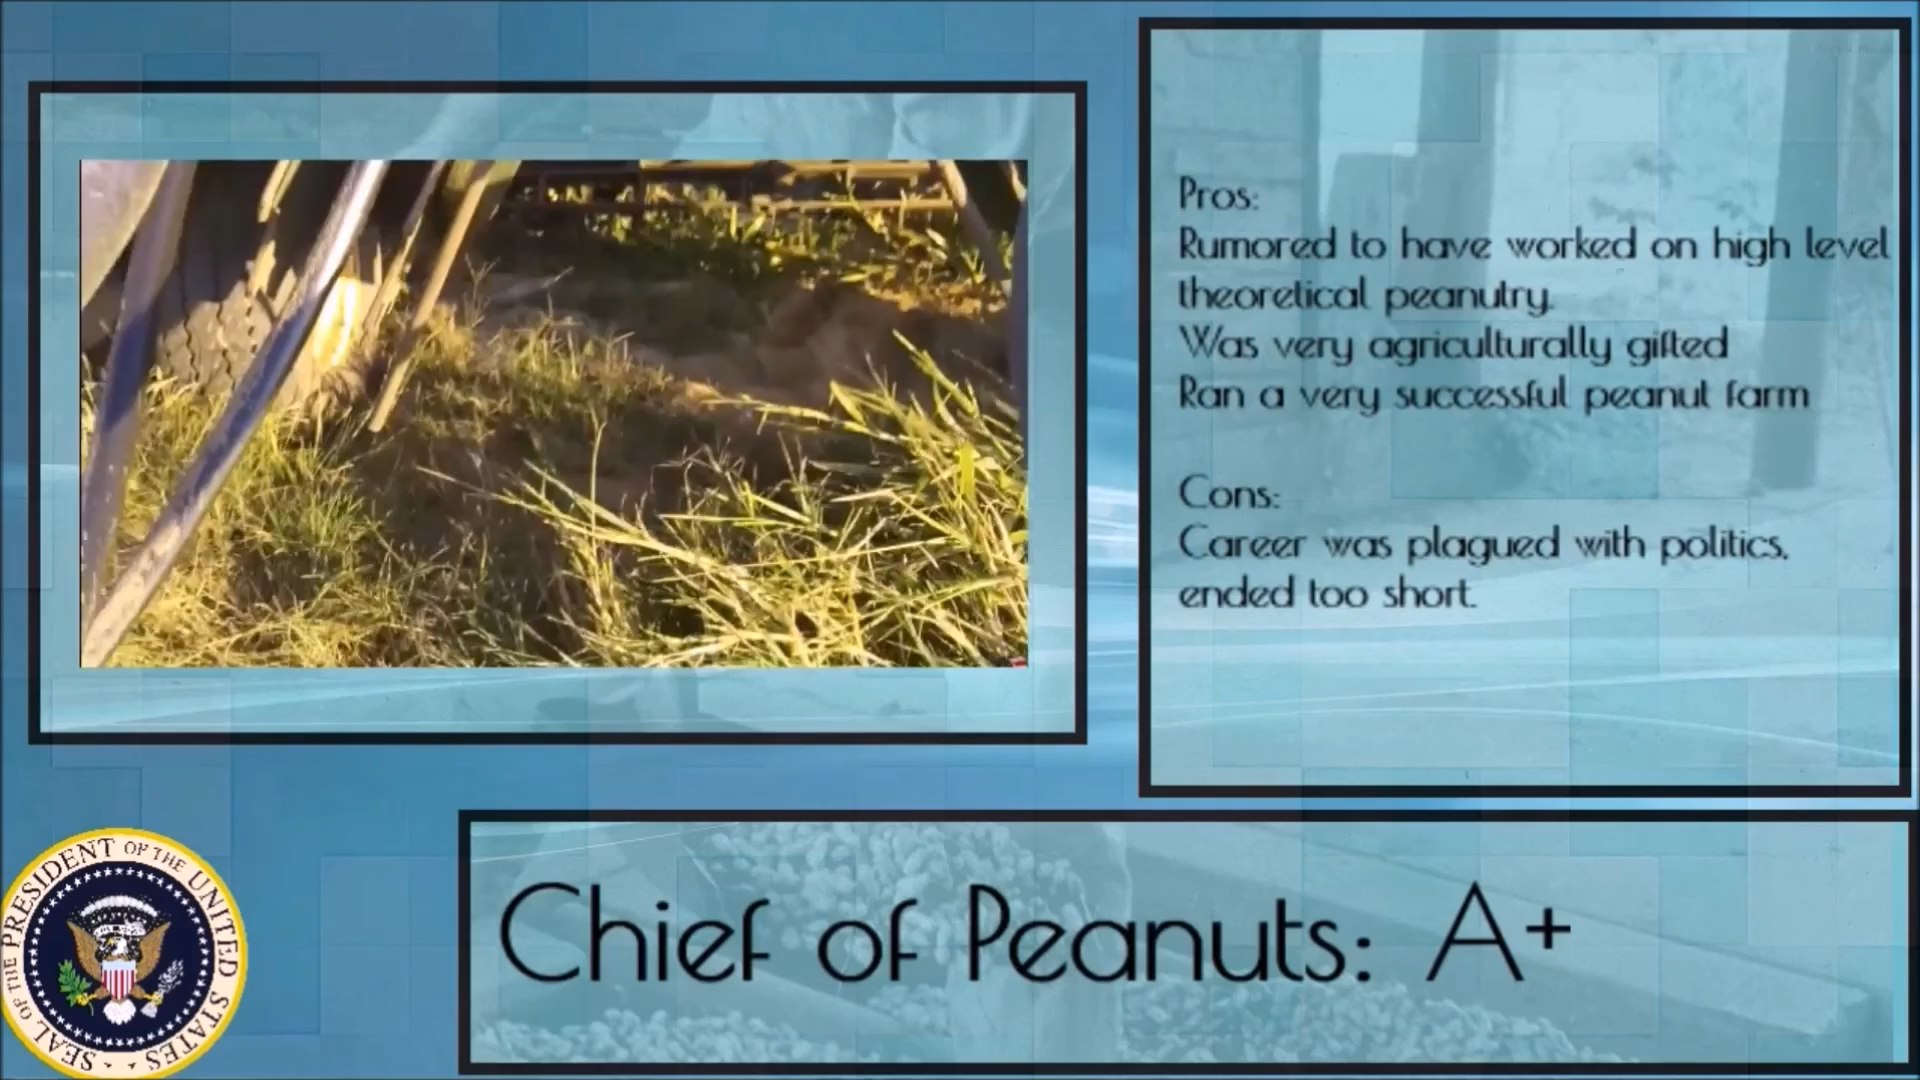 Pros:
Rumored to have worked on high level
theoretical peanutry.
Was very agriculturally gifted
Ran a very successful peanut farm
Cons:
Career was plagued with politics,
ended too short.
Chief of Peanuts: A+
SEAL OF THE PRESIDENT OF THE UNITED STATES